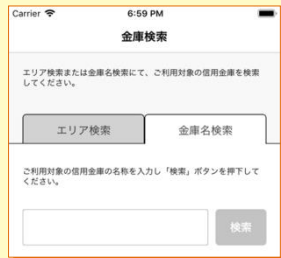 Carrier 6:59 PM
金庫検索
エリア検索または金庫名検索にて、ご利用対象の信用金庫を検索
してください。
エリア検索 金庫名検索
ご利用対象の信用金庫の名称を入力し「検索」ボタンを押下して
ください。
検索